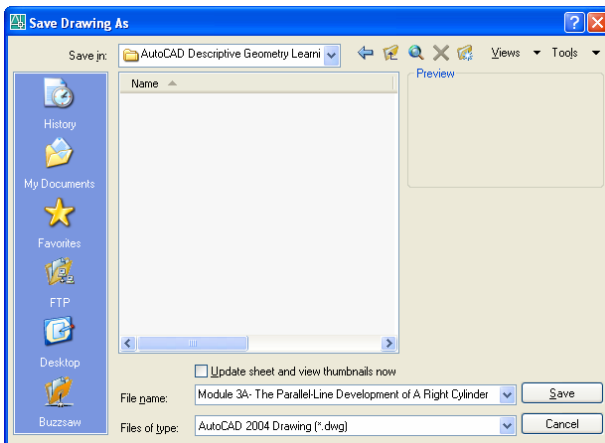 Save Drawing As
Save in:
AutoCAD Descriptive Geometry Learni
Views
Tools
Name
Preview
History
My Documents
Favorites
FTP
Desktop
Buzzsaw
Update sheet and view thumbnails now
File name:
Module 3A- The Parallel-Line Development of A Right Cylinder
Save
Files of type:
AutoCAD 2004 Drawing (*.dwg)
Cancel